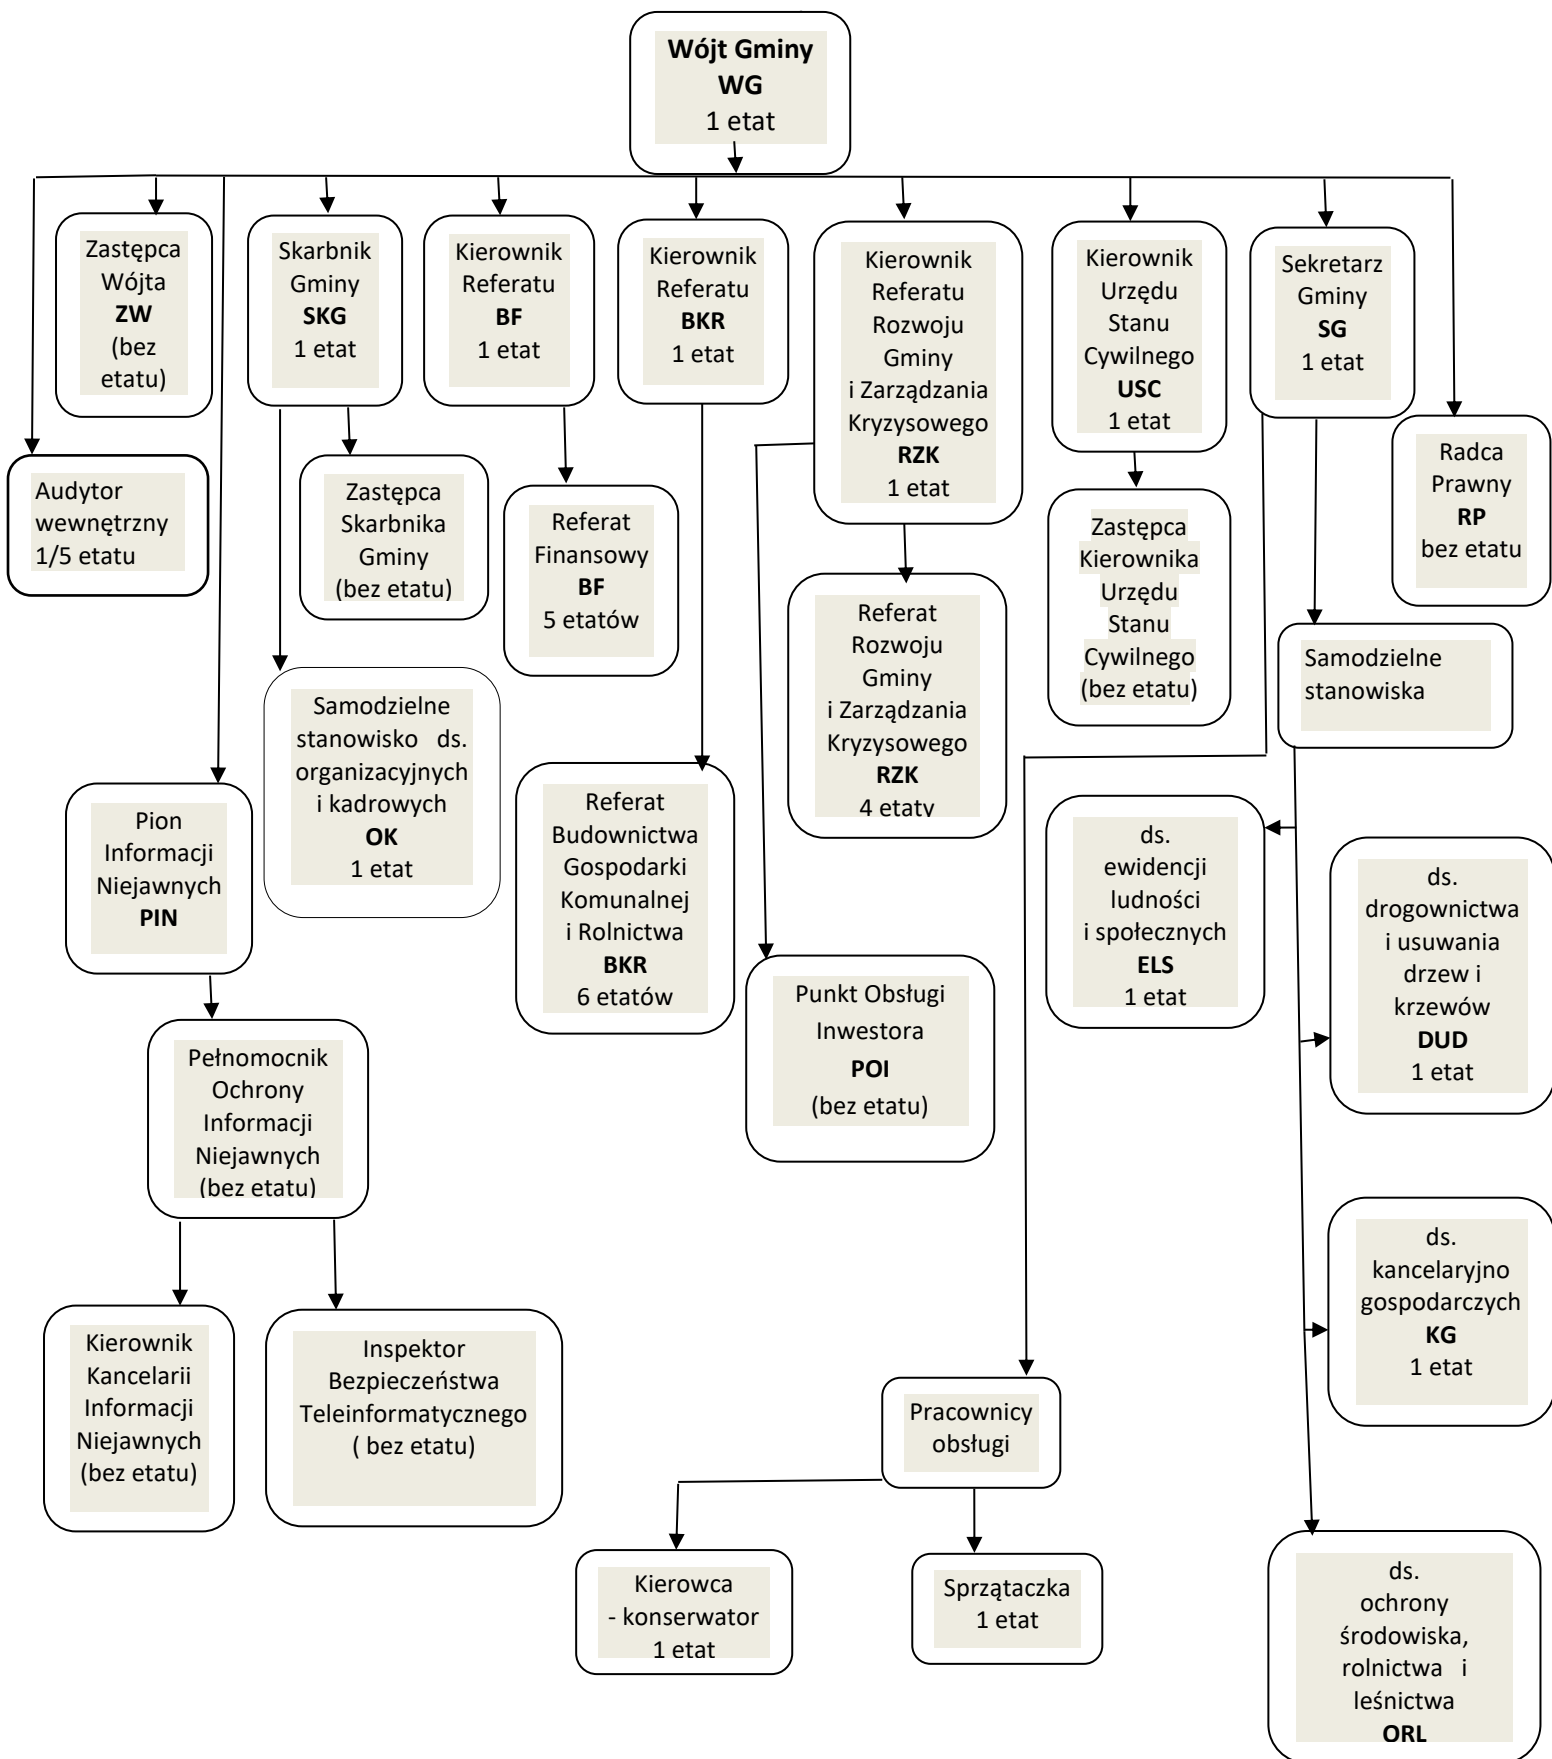 Wójt Gminy
WG
1 etat
Zastępca
Wójta
ZW
(bez
etatu)
Skarbnik
Gminy
SKG
1 etat
Kierownik
Referatu
BF
1 etat
Kierownik
Referatu
BKR
1 etat
Kierownik
Referatu
Rozwoju
Gminy
i Zarządzania
Kryzysowego
RZK
1 etat
Kierownik
Urzędu
Stanu
Cywilnego
USC
1 etat
Sekretarz
Gminy
SG
1 etat
Radca
Prawny
RP
bez etatu
Audytor
wewnętrzny
1/5 etatu
Zastępca
Skarbnika
Gminy
(bez etatu)
Referat
Finansowy
BF
5 etatów
Zastępca
Kierownika
Urzędu
Stanu
Cywilnego
(bez etatu)
Referat
Rozwoju
Gminy
i Zarządzania
Kryzysowego
RZK
4 etaty
Samodzielne
stanowiska
Samodzielne
stanowisko ds.
organizacyjnych
i kadrowych
OK
1 etat
Pion
Informacji
Niejawnych
PIN
Referat
Budownictwa
Gospodarki
Komunalnej
i Rolnictwa
BKR
6 etatów
ds.
ewidencji
ludności
i społecznych
ELS
1 etat
ds.
drogownictwa
i usuwania
drzew i
krzewów
DUD
1 etat
Punkt Obsługi
Inwestora
POI
(bez etatu)
Pełnomocnik
Ochrony
Informacji
Niejawnych
(bez etatu)
ds.
kancelaryjno
gospodarczych
KG
1 etat
Kierownik
Kancelarii
Informacji
Niejawnych
(bez etatu)
Inspektor
Bezpieczeństwa
Teleinformatycznego
( bez etatu)
Pracownicy
obsługi
Kierowca
- konserwator
1 etat
Sprzątaczka
1 etat
ds.
ochrony
środowiska,
rolnictwa i
leśnictwa
ORL